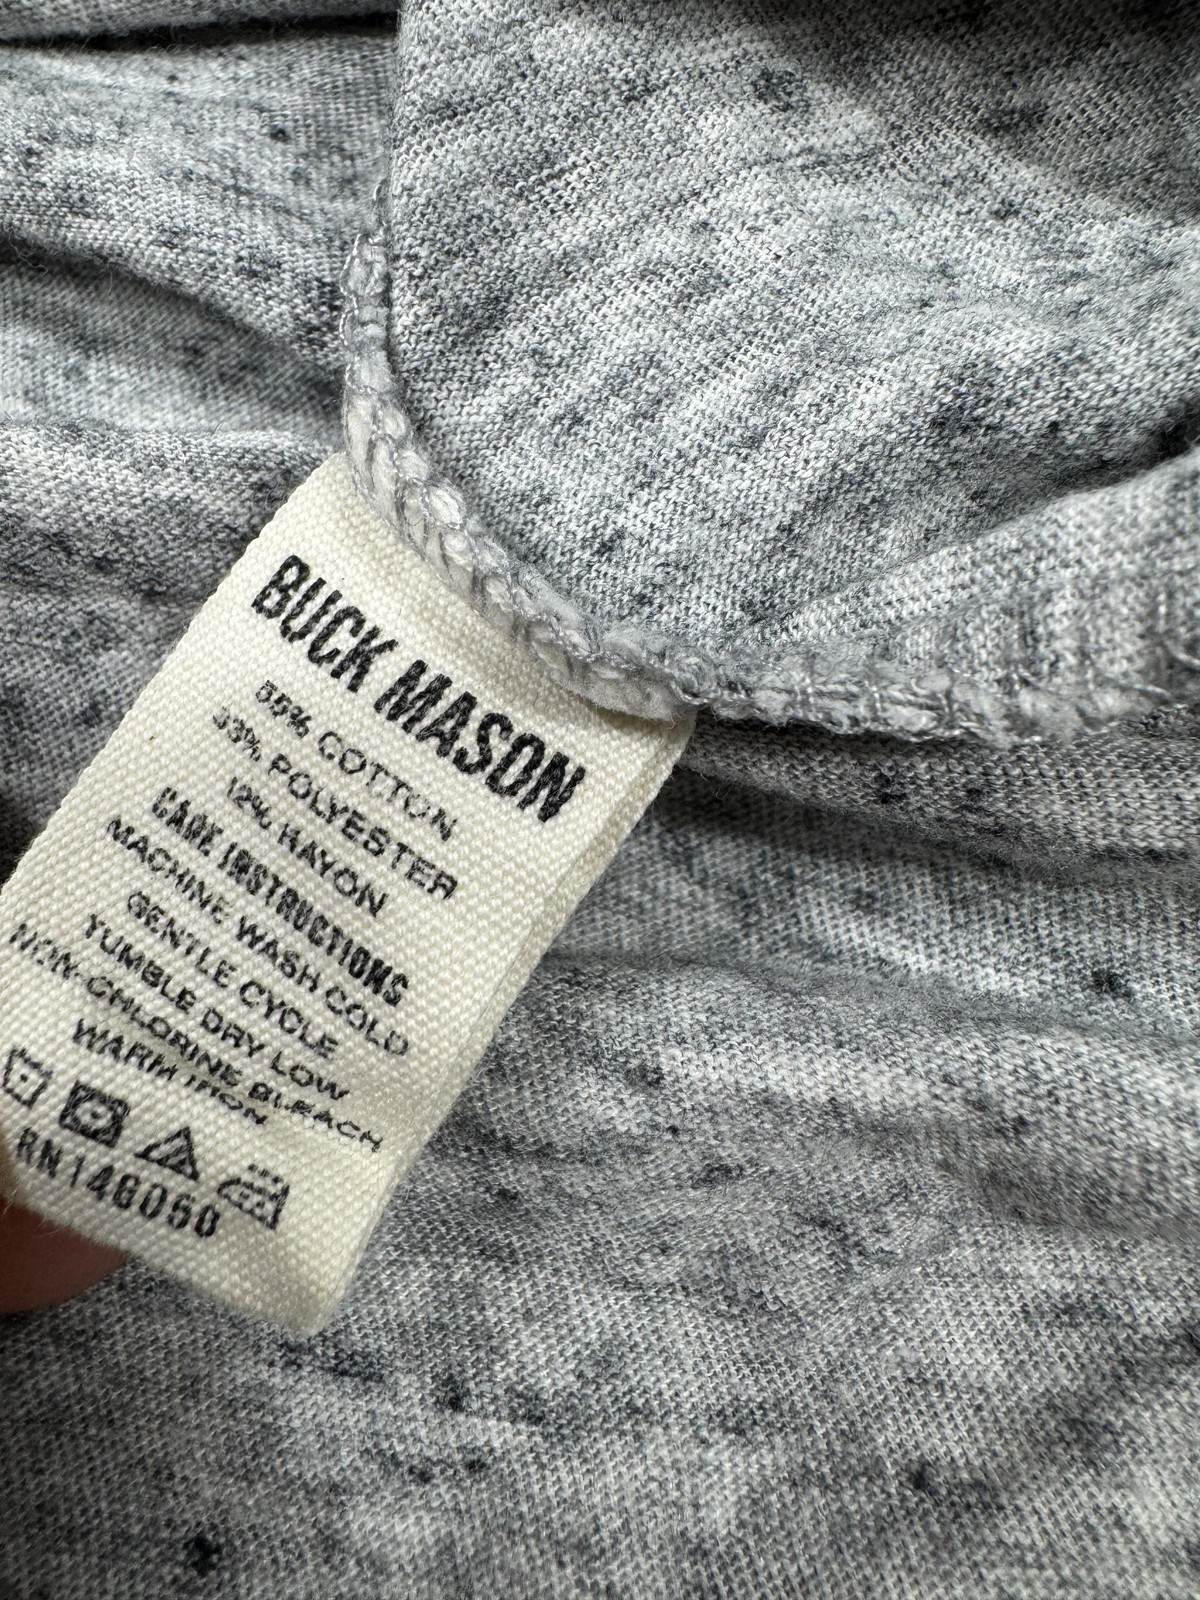 BUCK MASON
55% COTTON
33% POLYESTER
12% RAYON
CARE INSTRUCTIONS
MACHINE WASH COLD
GENTLE CYCLE
TUMBLE DRY LOW
NON-CHLORINE BLEACH
WARM IRON
RN146060